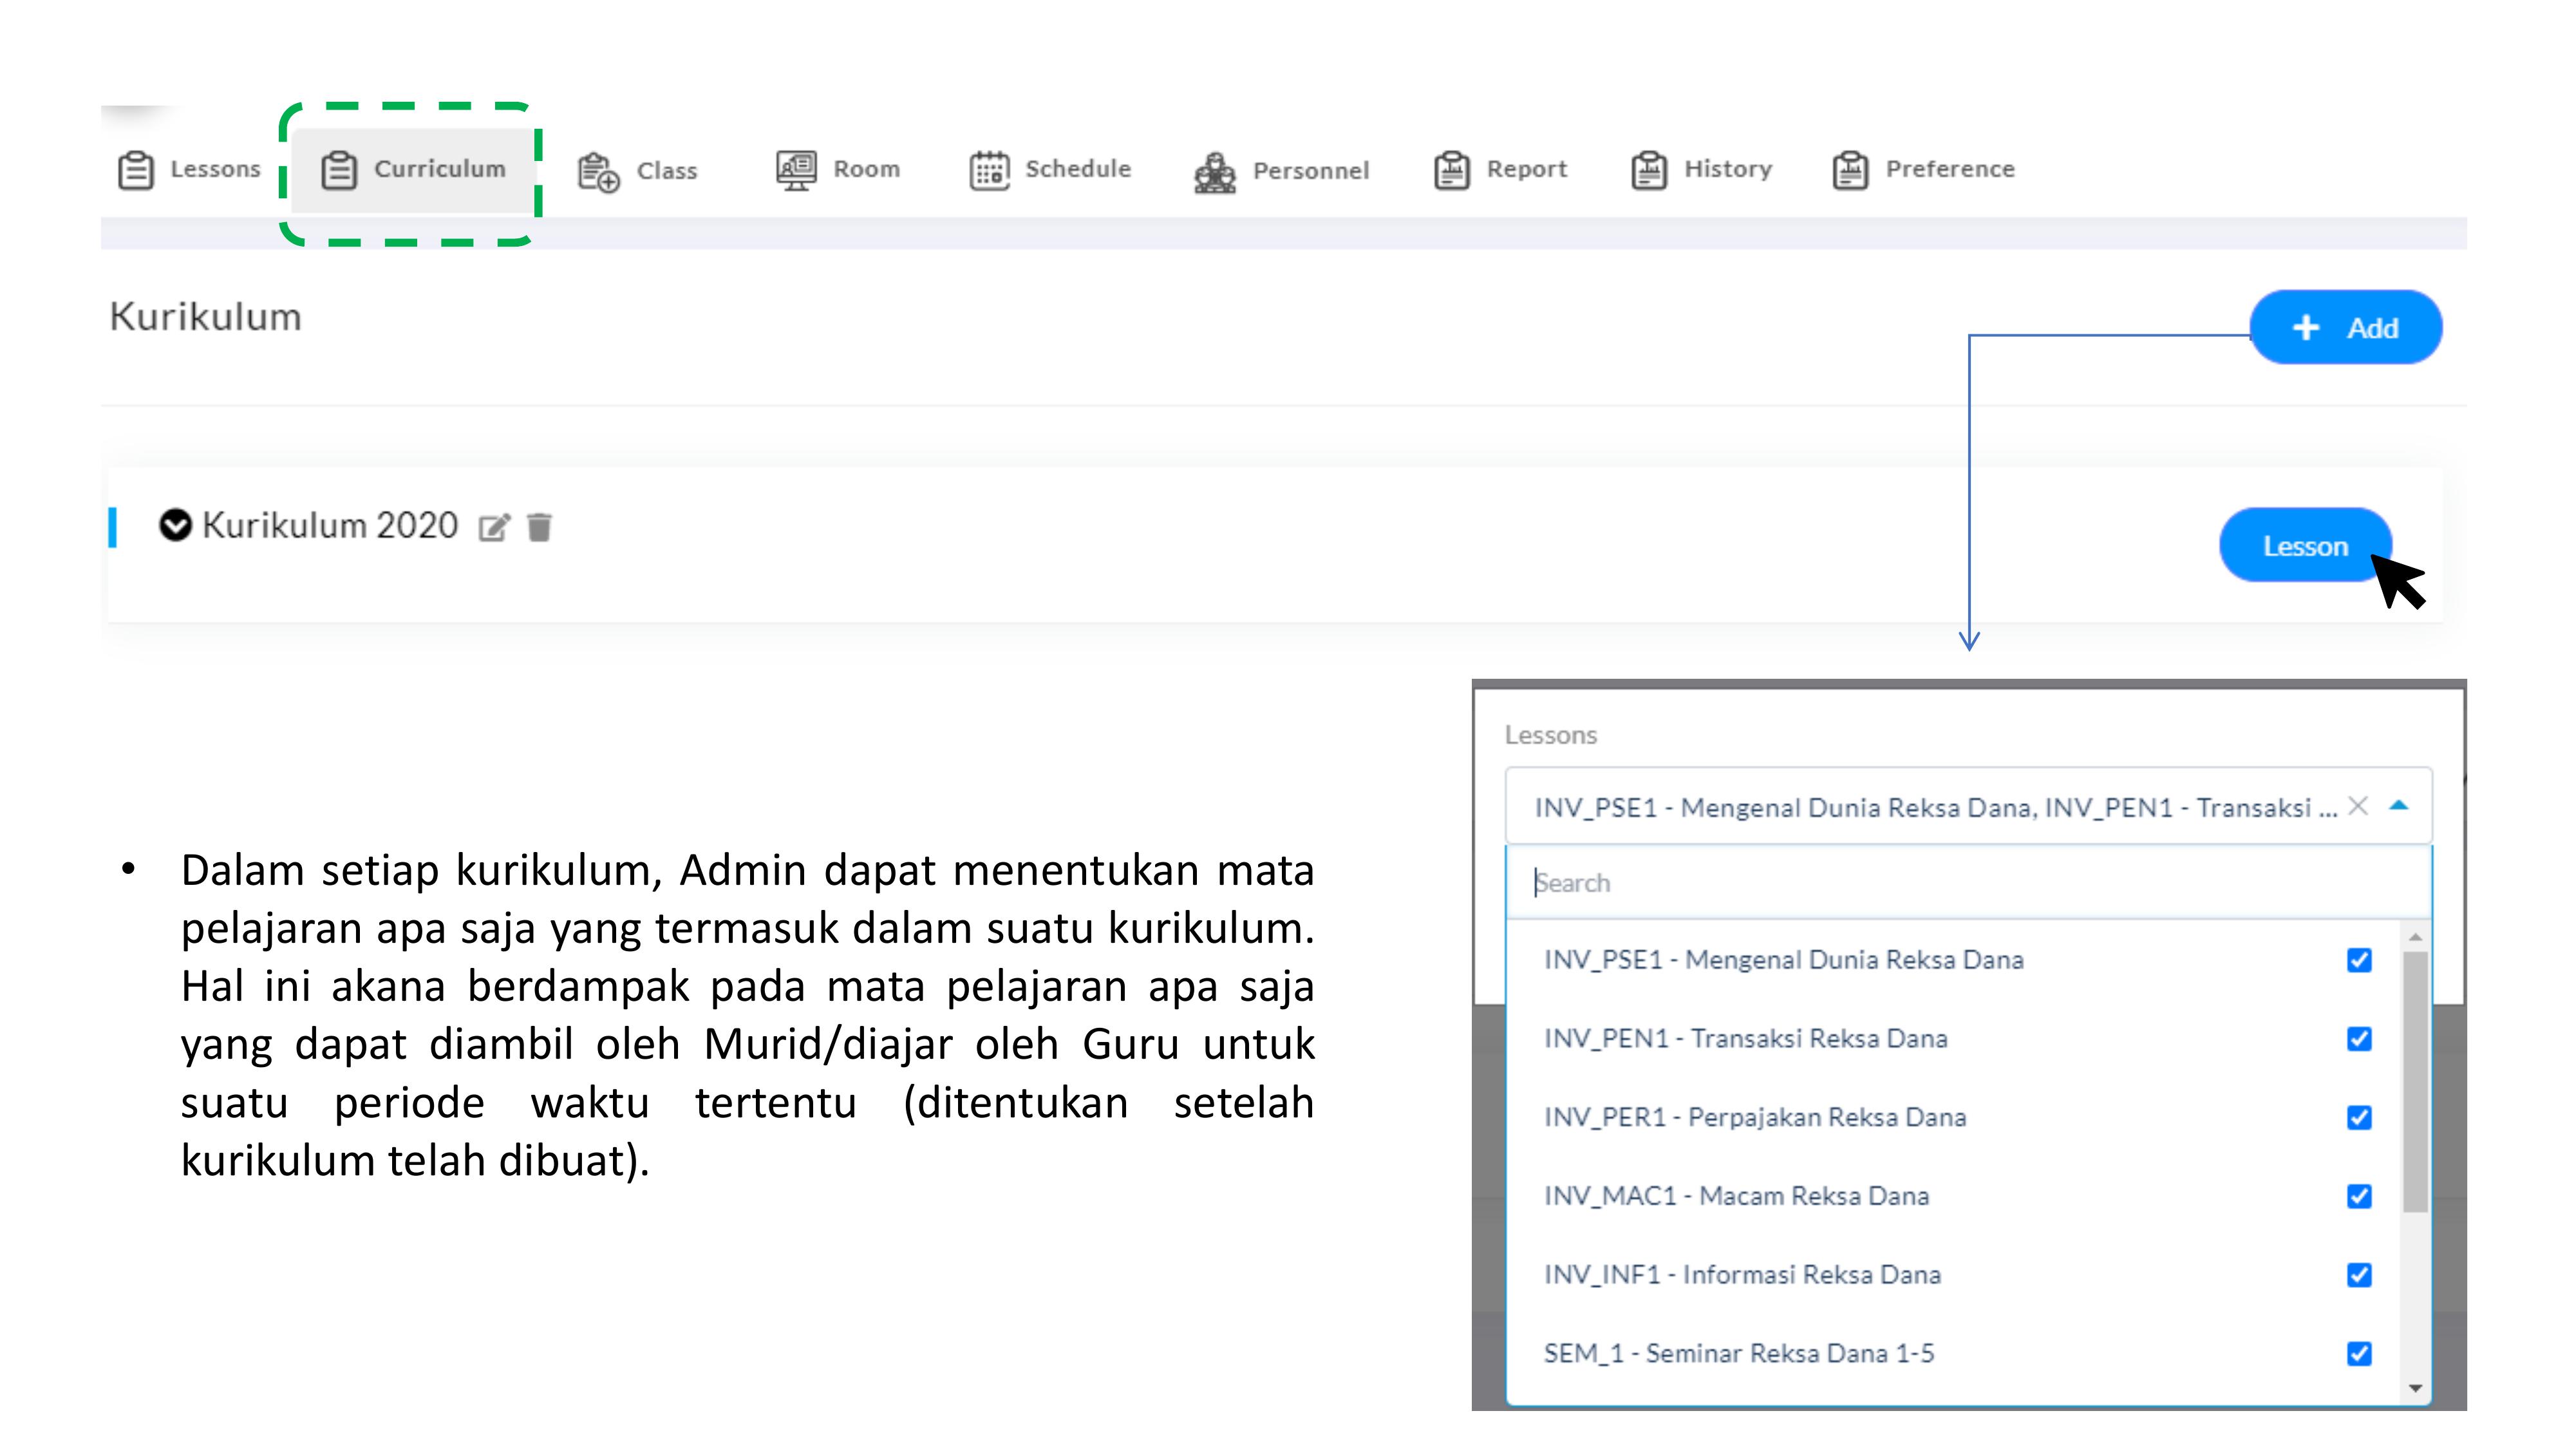 Lessons Curriculum Class Room Schedule Personnel Report History Preference
Kurikulum
+ Add
Kurikulum 2020
Lesson
• Dalam setiap kurikulum, Admin dapat menentukan mata
pelajaran apa saja yang termasuk dalam suatu kurikulum.
Hal ini akana berdampak pada mata pelajaran apa saja
yang dapat diambil oleh Murid/diajar oleh Guru untuk
suatu periode waktu tertentu (ditentukan setelah
kurikulum telah dibuat).
Lessons
INV_PSE1 - Mengenal Dunia Reksa Dana, INV_PEN1 - Transaksi ...
Search
INV_PSE1 - Mengenal Dunia Reksa Dana
INV_PEN1 - Transaksi Reksa Dana
INV_PER1 - Perpajakan Reksa Dana
INV_MAC1 - Macam Reksa Dana
INV_INF1 - Informasi Reksa Dana
SEM_1 - Seminar Reksa Dana 1-5